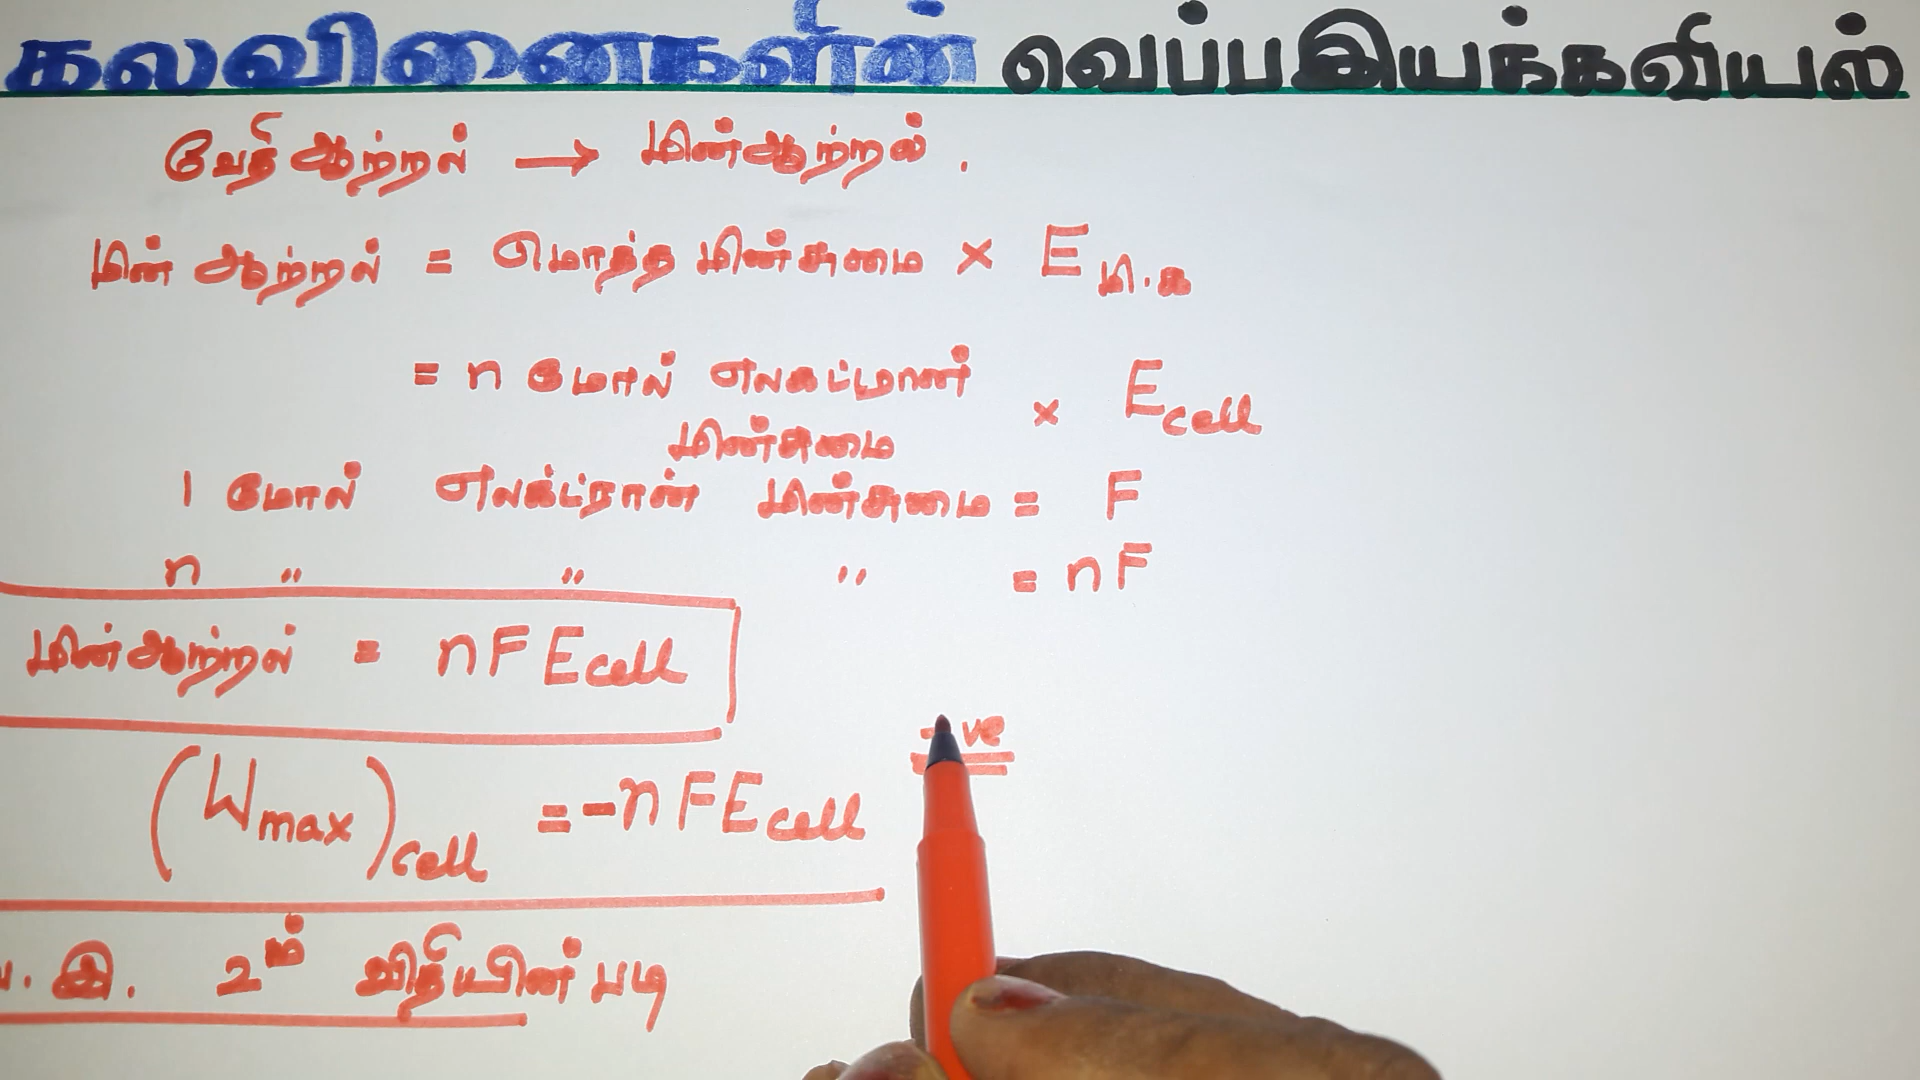 கலவினைகளின் வெப்பஇயக்கவியல்
வேதி ஆற்றல் → மின்ஆற்றல்.
மின் ஆற்றல் = மொத்த மின்சுமை × E மி.க
= n மோல் எலக்ட்ரான் மின்சுமை × Ecell
1 மோல் எலக்ட்ரான் மின்சுமை = F
n " " " = nF
மின்ஆற்றல் = nFEcell
-ve
(Wmax)cell = -nFEcell
வ. இ. 2ம் விதியின் படி